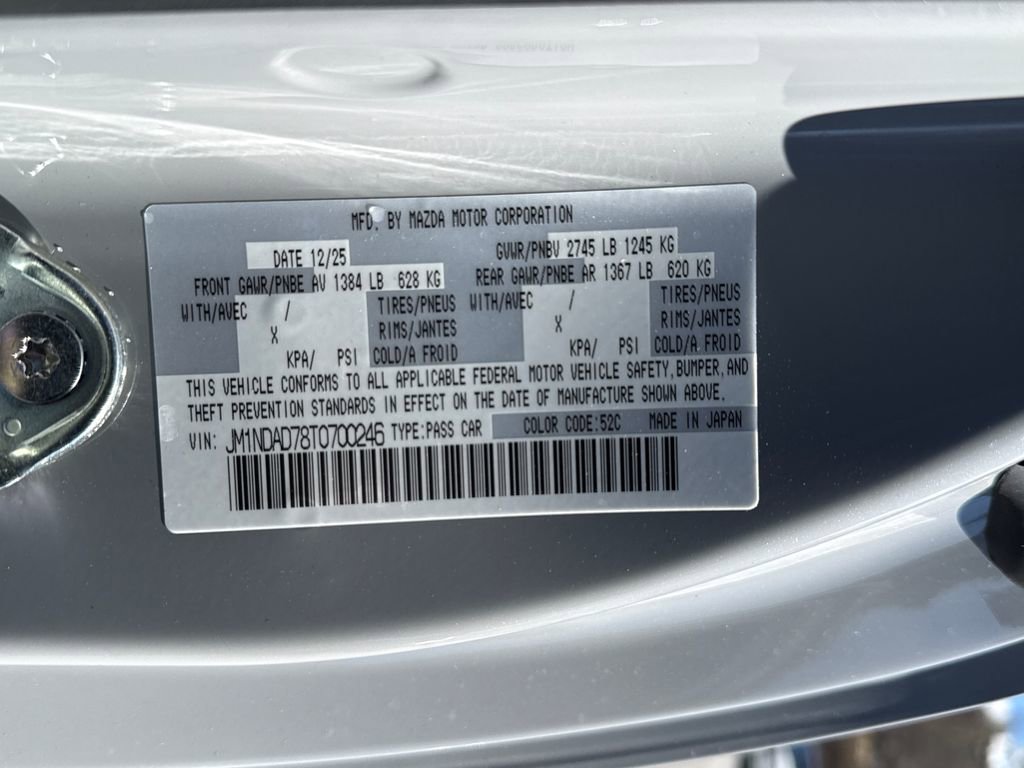 MFD. BY MAZDA MOTOR CORPORATION
DATE 12/25 GVWR/PNBV 2745 LB 1245 KG
FRONT GAWR/PNBE AV 1384 LB 628 KG REAR GAWR/PNBE AR 1367 LB 620 KG
WITH/AVEC / TIRES/PNEUS WITH/AVEC / TIRES/PNEUS
X RIMS/JANTES X RIMS/JANTES
KPA/ PSI COLD/A FROID KPA/ PSI COLD/A FROID
THIS VEHICLE CONFORMS TO ALL APPLICABLE FEDERAL MOTOR VEHICLE SAFETY, BUMPER, AND
THEFT PREVENTION STANDARDS IN EFFECT ON THE DATE OF MANUFACTURE SHOWN ABOVE.
VIN: JM1NDAD78T0700246 TYPE:PASS CAR COLOR CODE:52C MADE IN JAPAN